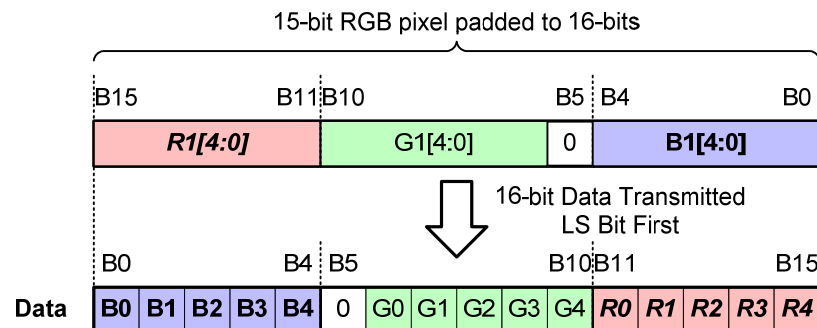 15-bit RGB pixel padded to 16-bits
B15 B11 B10 B5 B4 B0
R1[4:0] G1[4:0] 0 B1[4:0]
16-bit Data Transmitted
LS Bit First
B0 B4 B5 B10 B11 B15
Data B0 B1 B2 B3 B4 0 G0 G1 G2 G3 G4 R0 R1 R2 R3 R4